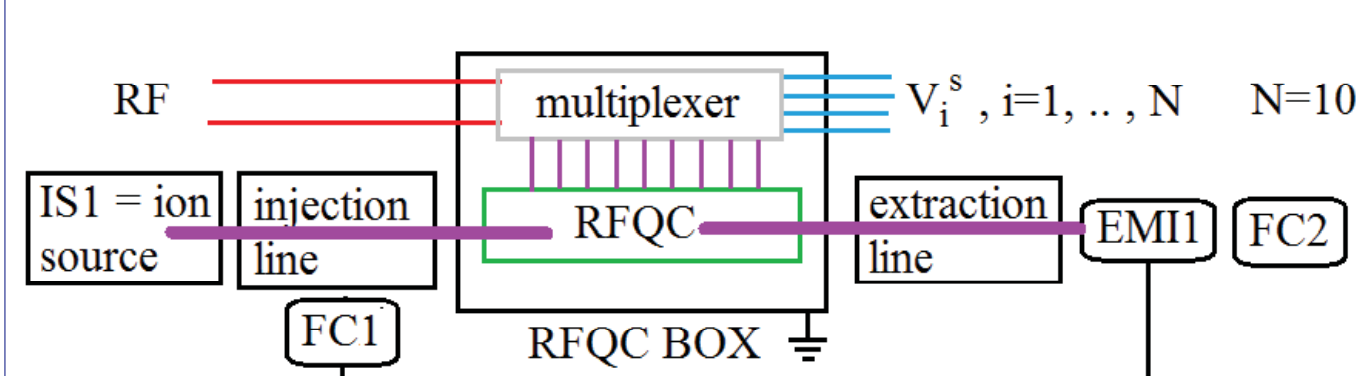 RF
multiplexer
V_i^s , i=1, .. , N N=10
IS1 = ion
source
injection
line
RFQC
extraction
line
EMI1
FC2
FC1
RFQC BOX